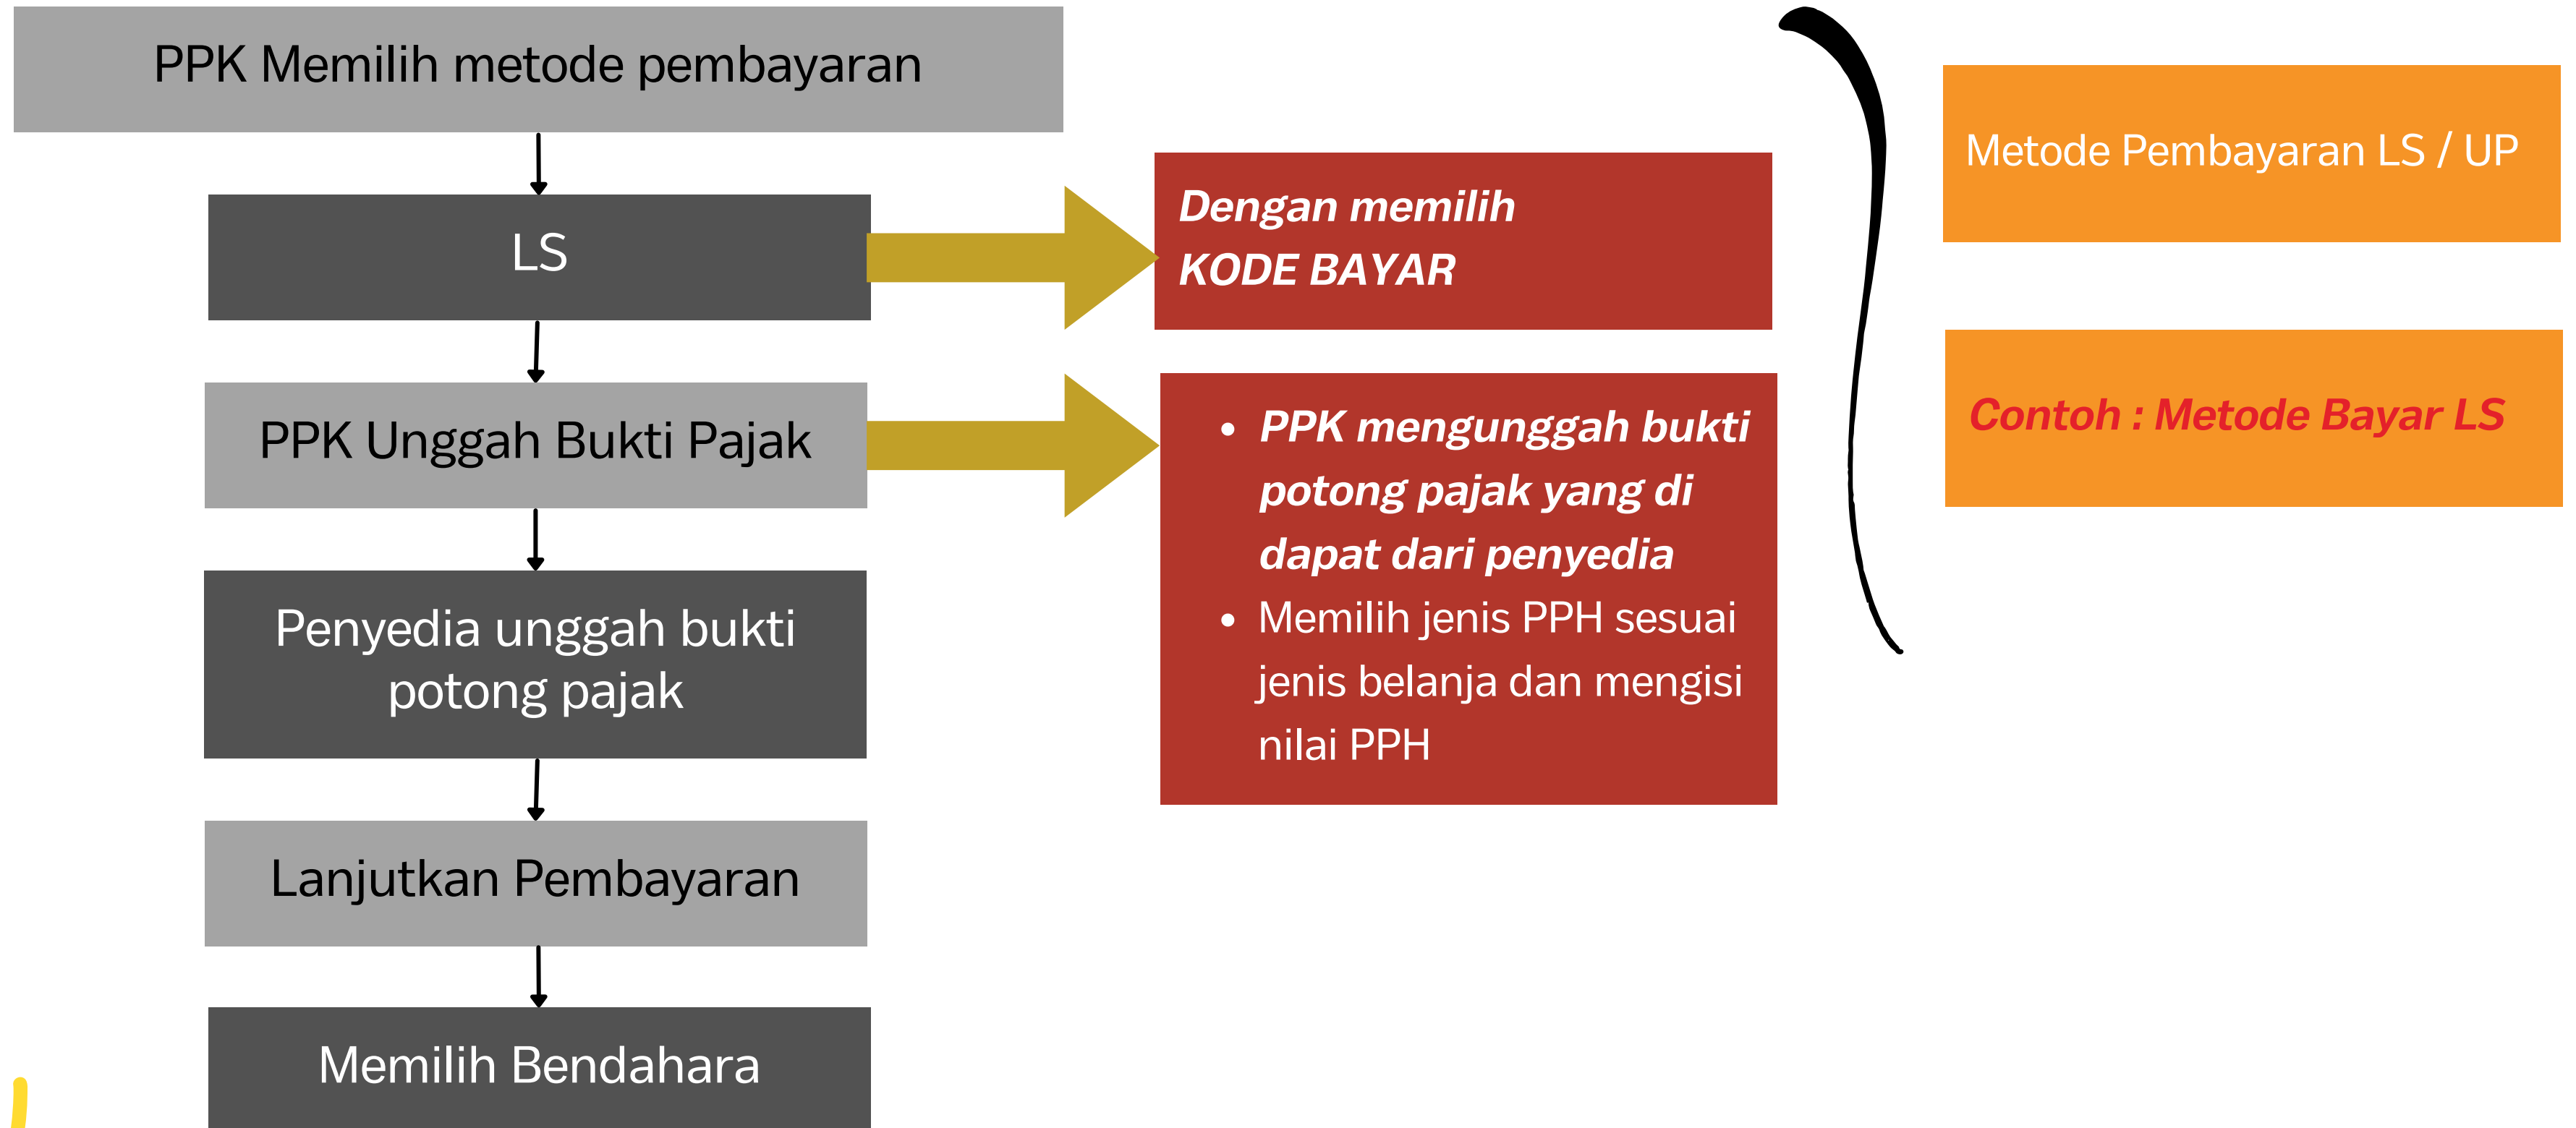 PPK Memilih metode pembayaran
LS
PPK Unggah Bukti Pajak
Penyedia unggah bukti
potong pajak
Lanjutkan Pembayaran
Memilih Bendahara
Dengan memilih
KODE BAYAR
• PPK mengunggah bukti
potong pajak yang di
dapat dari penyedia
• Memilih jenis PPH sesuai
jenis belanja dan mengisi
nilai PPH
Metode Pembayaran LS / UP
Contoh : Metode Bayar LS